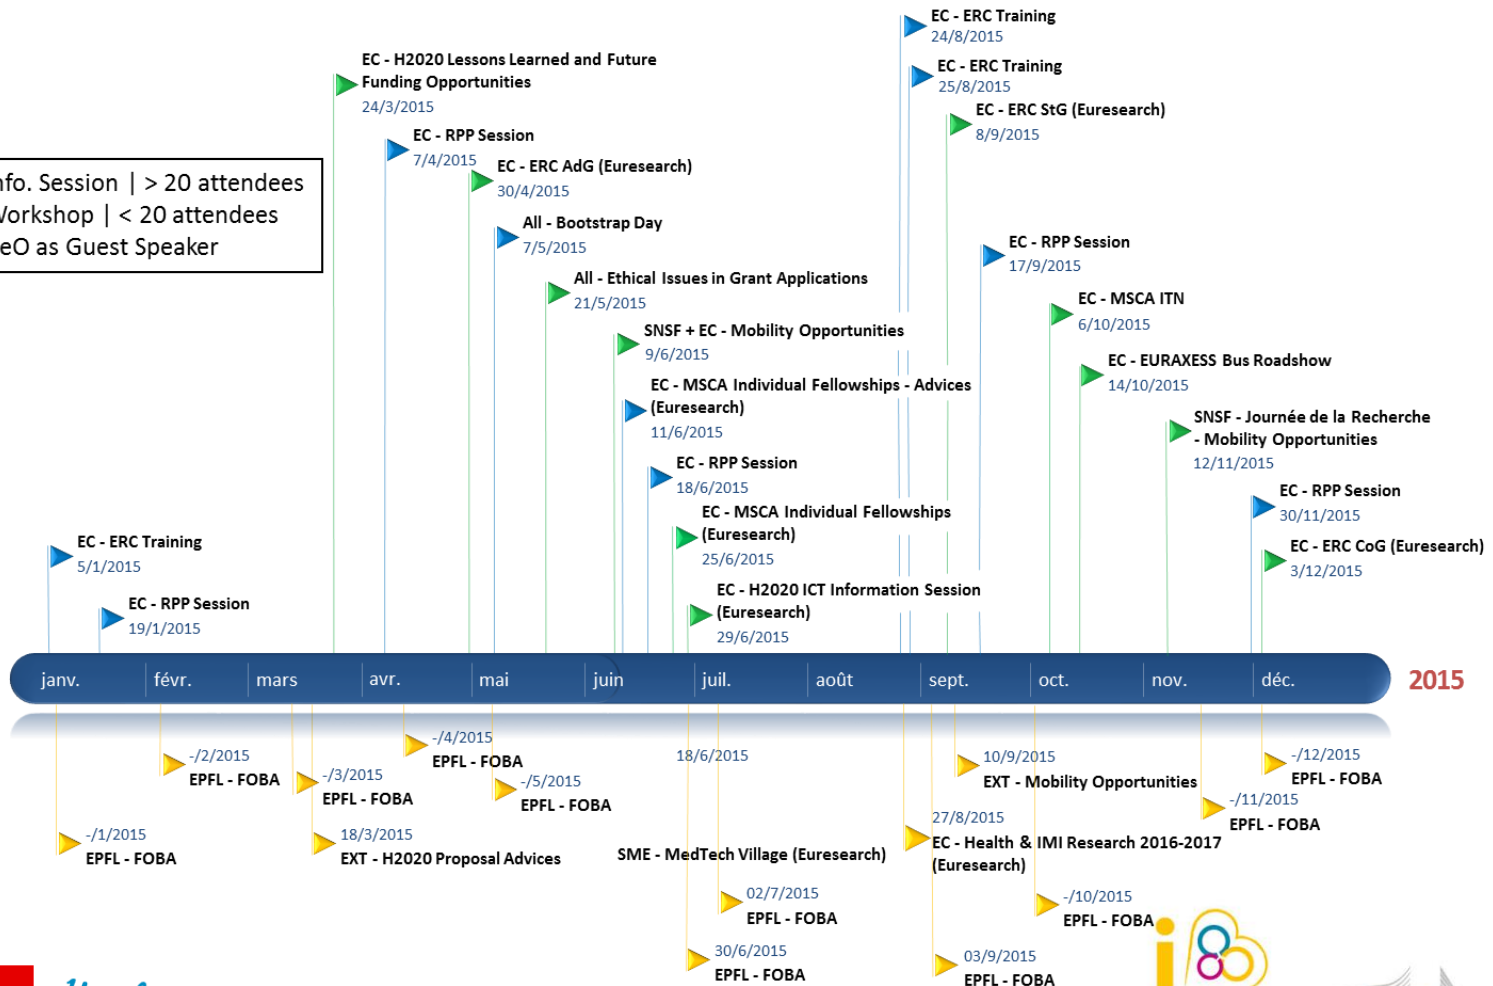 EC - ERC Training
24/8/2015
EC - H2020 Lessons Learned and Future
Funding Opportunities
24/3/2015
EC - ERC Training
25/8/2015
EC - ERC StG (Euresearch)
8/9/2015
EC - RPP Session
7/4/2015
EC - ERC AdG (Euresearch)
30/4/2015
nfo. Session | > 20 attendees
Workshop | < 20 attendees
eO as Guest Speaker
All - Bootstrap Day
7/5/2015
EC - RPP Session
17/9/2015
All - Ethical Issues in Grant Applications
21/5/2015
EC - MSCA ITN
6/10/2015
SNSF + EC - Mobility Opportunities
9/6/2015
EC - EURAXESS Bus Roadshow
14/10/2015
EC - MSCA Individual Fellowships - Advices
(Euresearch)
11/6/2015
SNSF - Journée de la Recherche
- Mobility Opportunities
12/11/2015
EC - RPP Session
18/6/2015
EC - RPP Session
30/11/2015
EC - MSCA Individual Fellowships
(Euresearch)
25/6/2015
EC - ERC Training
5/1/2015
EC - ERC CoG (Euresearch)
3/12/2015
EC - H2020 ICT Information Session
(Euresearch)
29/6/2015
EC - RPP Session
19/1/2015
janv. févr. mars avr. mai juin juil. août sept. oct. nov. déc. 2015
-/1/2015
EPFL - FOBA
-/2/2015
EPFL - FOBA
-/3/2015
EPFL - FOBA
18/3/2015
EXT - H2020 Proposal Advices
-/4/2015
EPFL - FOBA
-/5/2015
EPFL - FOBA
18/6/2015
SME - MedTech Village (Euresearch)
02/7/2015
EPFL - FOBA
30/6/2015
EPFL - FOBA
10/9/2015
EXT - Mobility Opportunities
27/8/2015
EC - Health & IMI Research 2016-2017
(Euresearch)
03/9/2015
EPFL - FOBA
-/10/2015
EPFL - FOBA
-/11/2015
EPFL - FOBA
-/12/2015
EPFL - FOBA